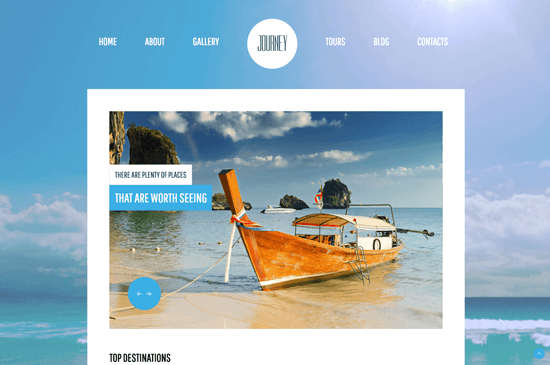 HOME ABOUT GALLERY JOURNEY TOURS BLOG CONTACTS
THERE ARE PLENTY OF PLACES
THAT ARE WORTH SEEING
TOP DESTINATIONS